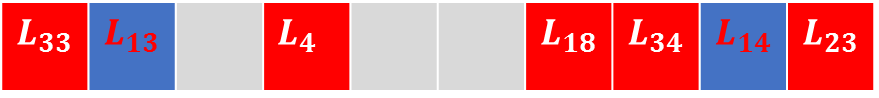 L₃₃ L₁₃ L₄ L₁₈ L₃₄ L₁₄ L₂₃